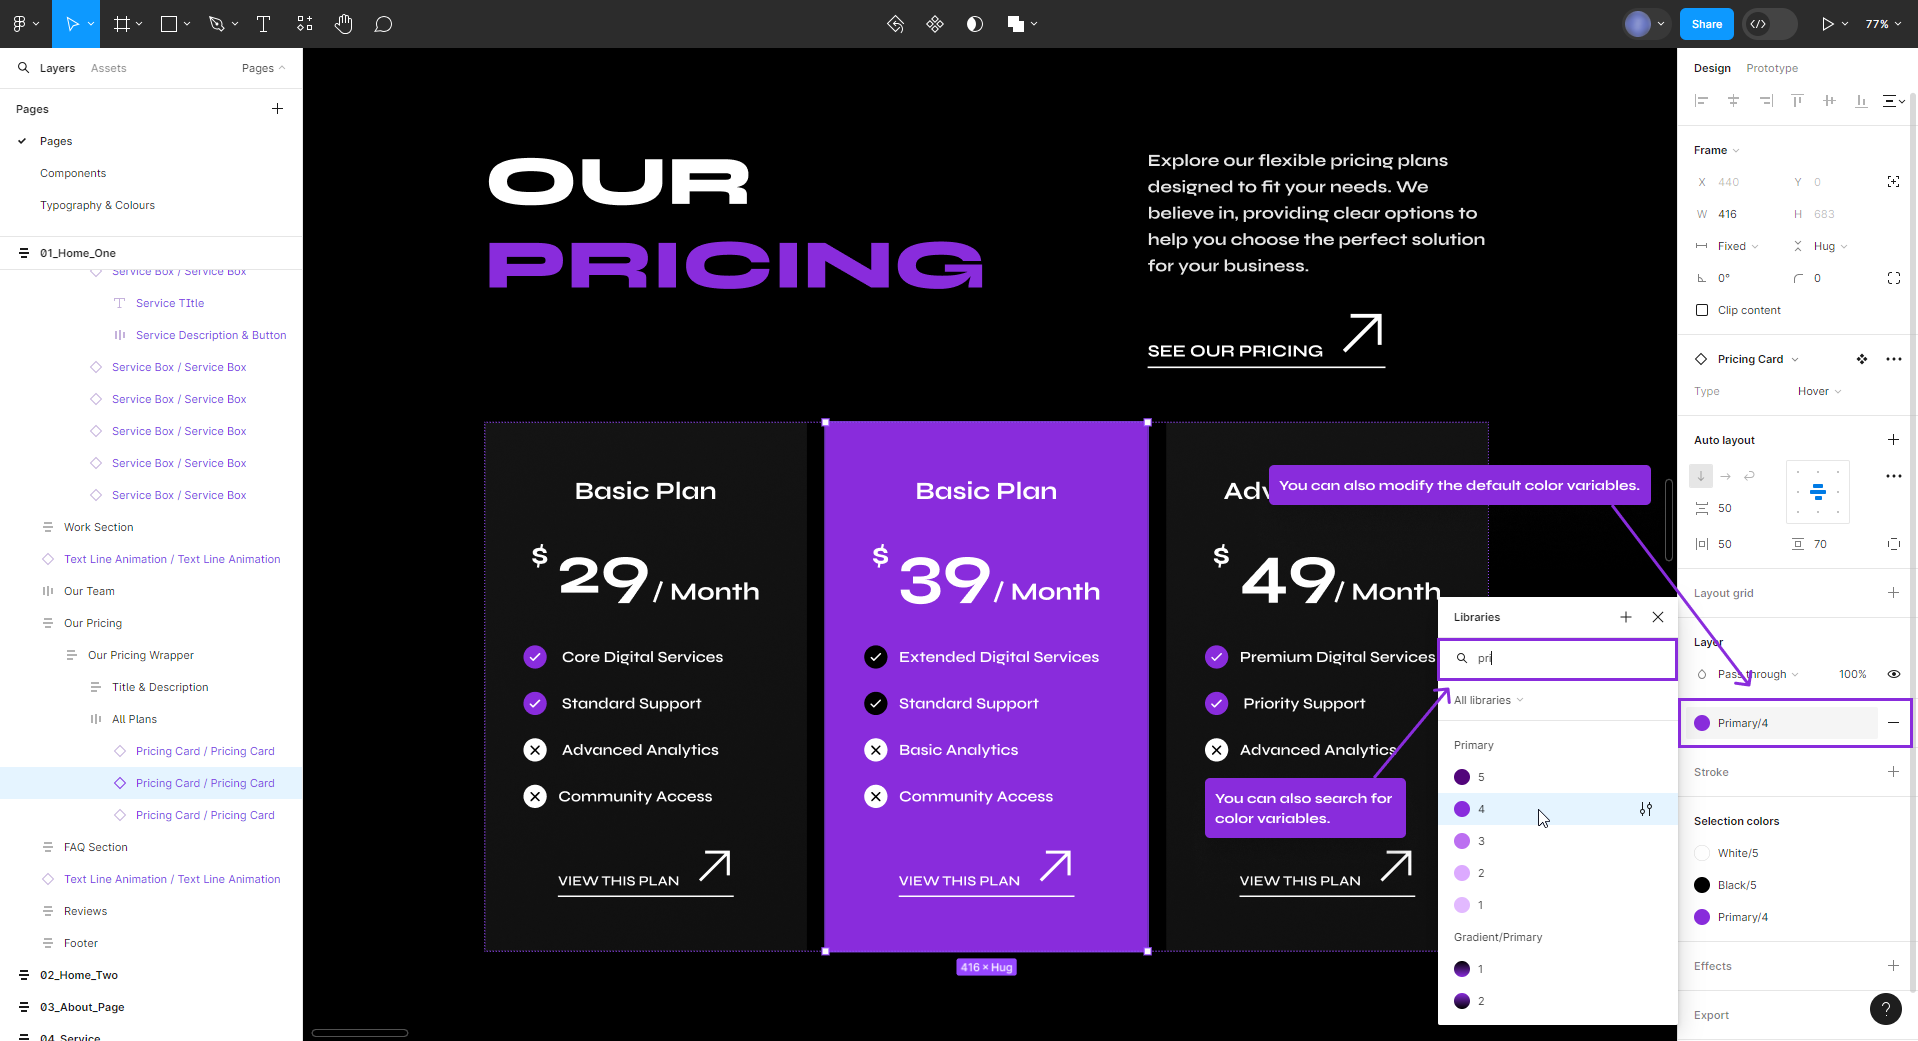 Share
77%
Layers
Assets
Pages
Pages
Pages
Components
Typography & Colours
01_Home_One
Service Box / Service Box
Service TItle
Service Description & Button
Service Box / Service Box
Service Box / Service Box
Service Box / Service Box
Service Box / Service Box
Service Box / Service Box
Work Section
Text Line Animation / Text Line Animation
Our Team
Our Pricing
Our Pricing Wrapper
Title & Description
All Plans
Pricing Card / Pricing Card
Pricing Card / Pricing Card
Pricing Card / Pricing Card
FAQ Section
Text Line Animation / Text Line Animation
Reviews
Footer
02_Home_Two
03_About_Page
04_Service
OUR
PRICING
Explore our flexible pricing plans
designed to fit your needs. We
believe in, providing clear options to
help you choose the perfect solution
for your business.
SEE OUR PRICING
Basic Plan
$
29
/ Month
Core Digital Services
Standard Support
Advanced Analytics
Community Access
VIEW THIS PLAN
Basic Plan
$
39
/ Month
Extended Digital Services
Standard Support
Basic Analytics
Community Access
VIEW THIS PLAN
416 × Hug
Adv
You can also modify the default color variables.
$
49
/ Month
Premium Digital Services
Priority Support
Advanced Analytics
You can also search for
color variables.
VIEW THIS PLAN
Libraries
pri
All libraries
Primary
5
4
3
2
1
Gradient/Primary
1
2
Design
Prototype
Frame
X 440
Y 0
W 416
H 683
Fixed
Hug
0°
0
Clip content
Pricing Card
Type
Hover
Auto layout
50
50
70
Layout grid
Layer
Pass through
100%
Primary/4
Stroke
Selection colors
White/5
Black/5
Primary/4
Effects
Export
?